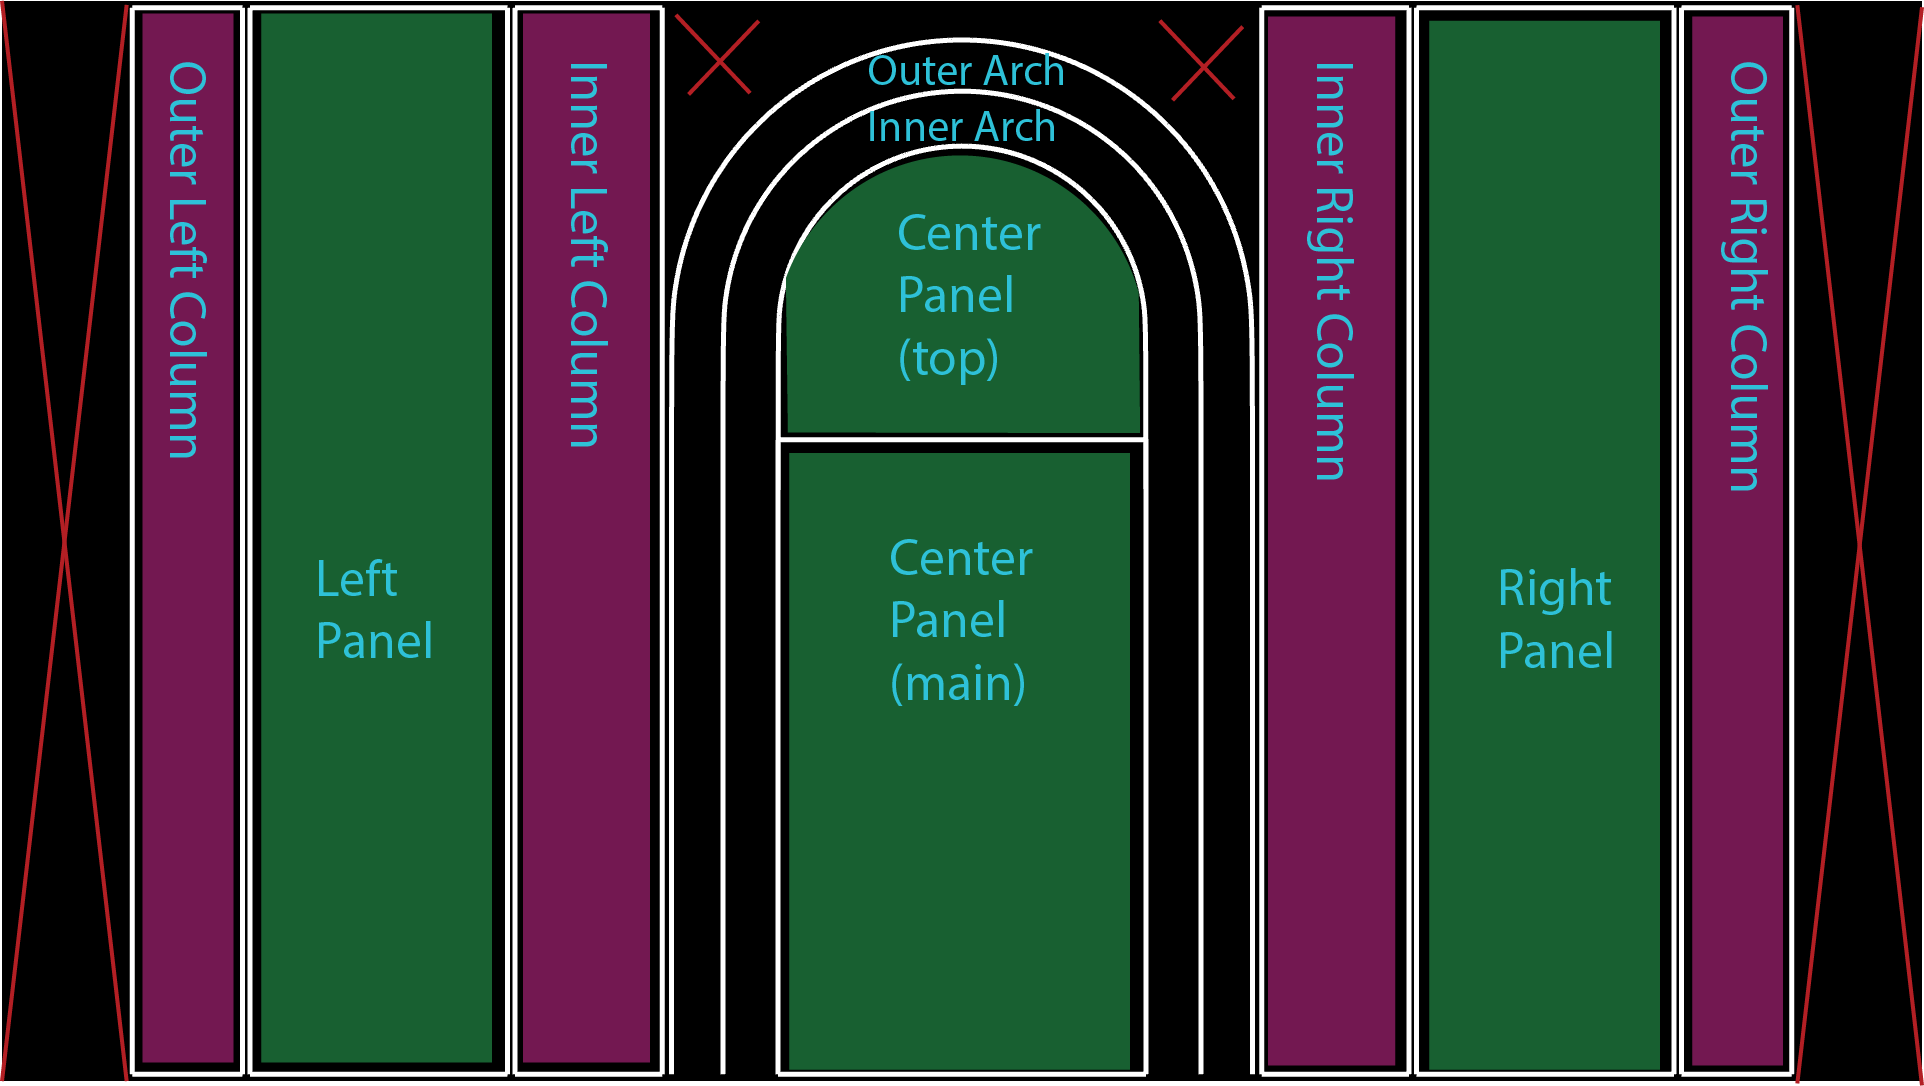 Outer Left Column
Left
Panel
Inner Left Column
Outer Arch
Inner Arch
Center
Panel
(top)
Center
Panel
(main)
Inner Right Column
Right
Panel
Outer Right Column